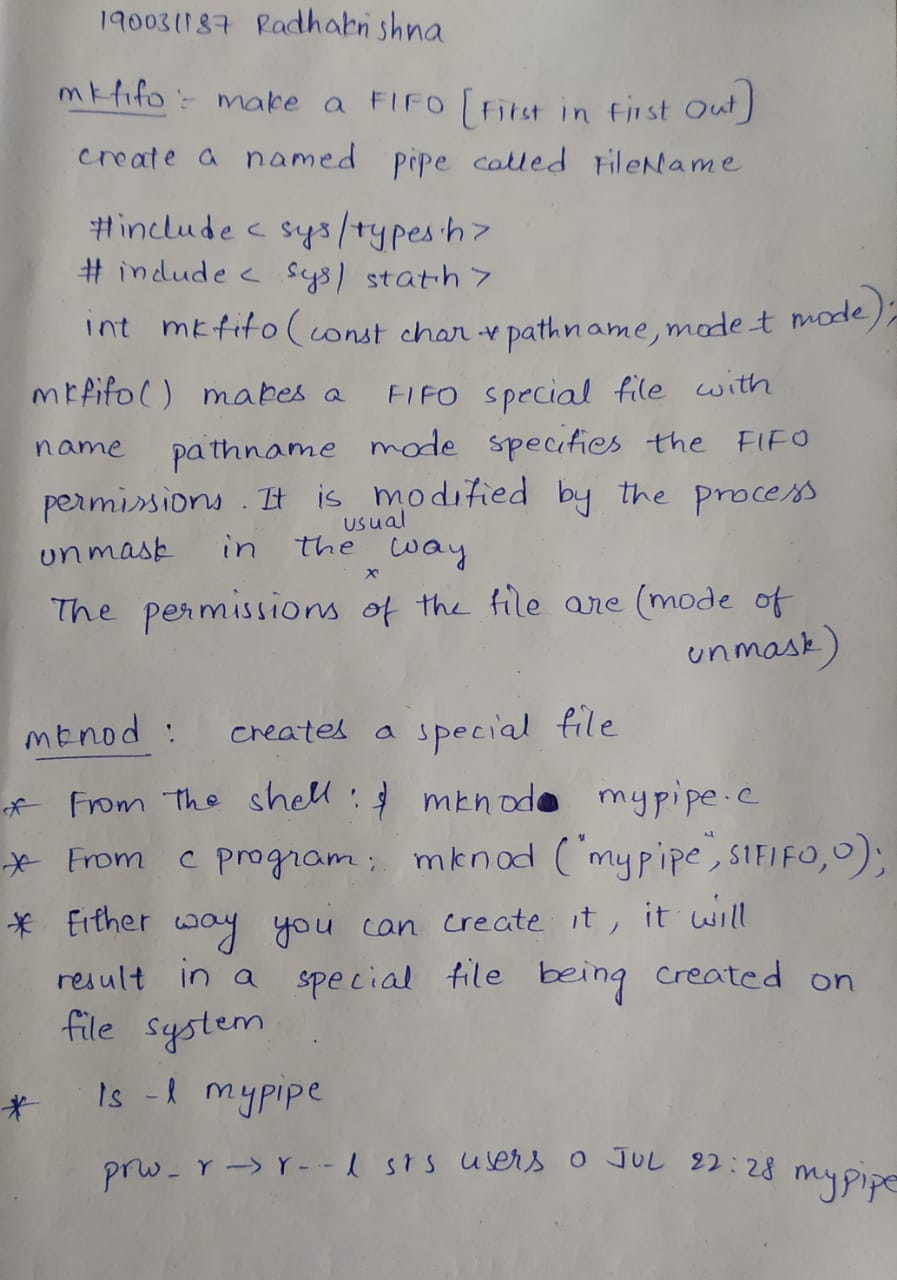 190031187 Radhakrishna
mkfifo :- make a FIFO [First in first Out]
create a named pipe called FileName
#include < sys/types.h>
# include < sys/ stat.h >
int mkfifo (const char * pathname, mode_t mode);
mkfifo() makes a FIFO special file with
name pathname mode specifies the FIFO
permissions. It is modified by the process
unmask in the usual way
The permissions of the file are (mode of
unmask)
mknod : creates a special file
* From the shell : $ mknod mypipe.c
* From c program; mknod ("mypipe", SIFIFO,0);
* Either way you can create it, it will
result in a special file being created on
file system
* ls -l mypipe
prw-r->r--l srs users 0 JUL 22:28 mypipe